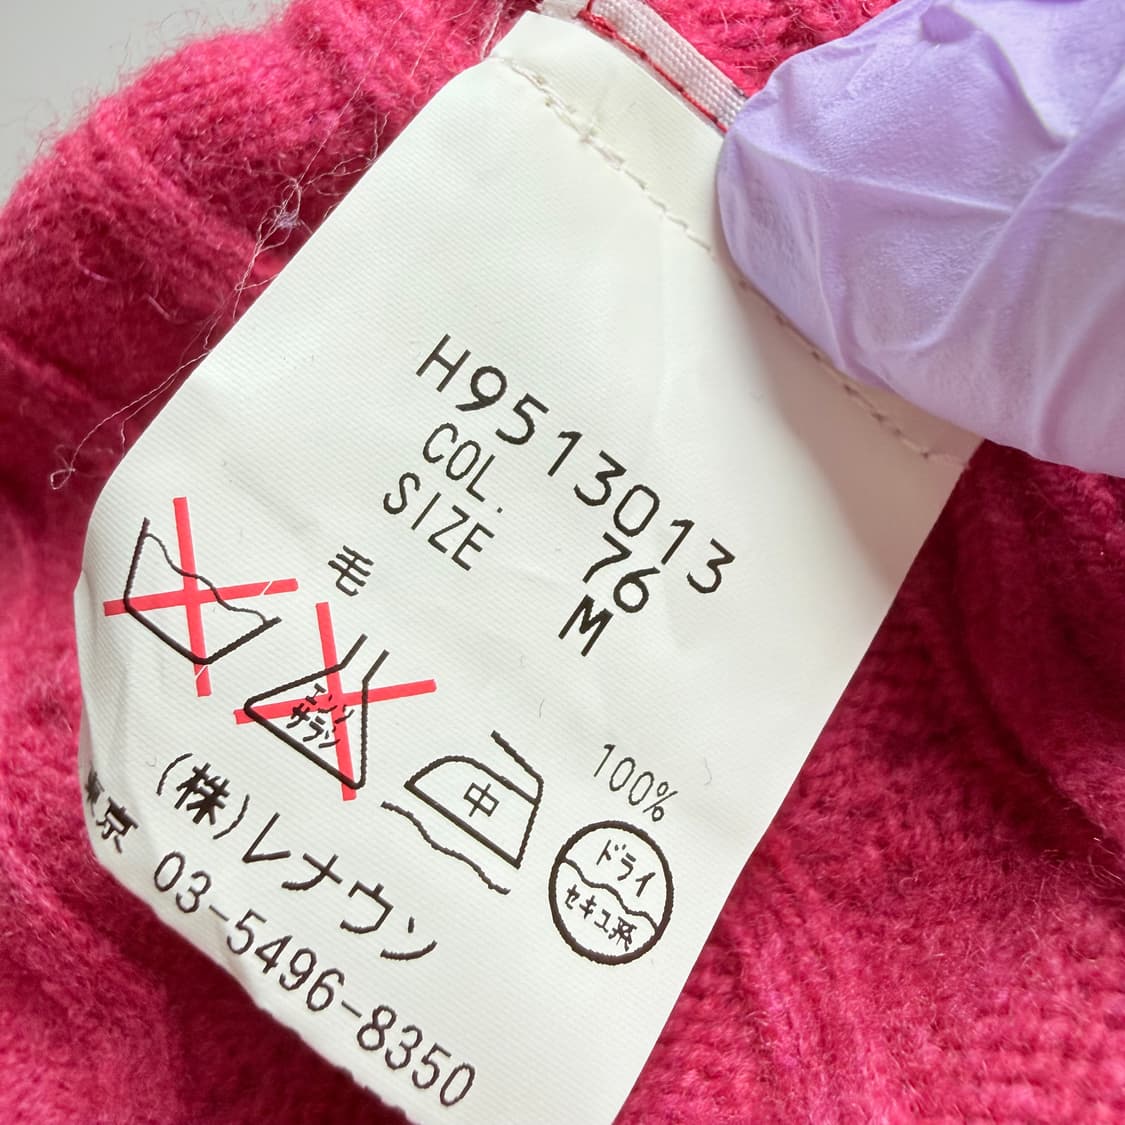 H9513013
COL. 76
SIZE M
毛 100%
エンソ
サラシ
中
ドライ
セキユ系
(株)レナウン
東京 03-5496-8350